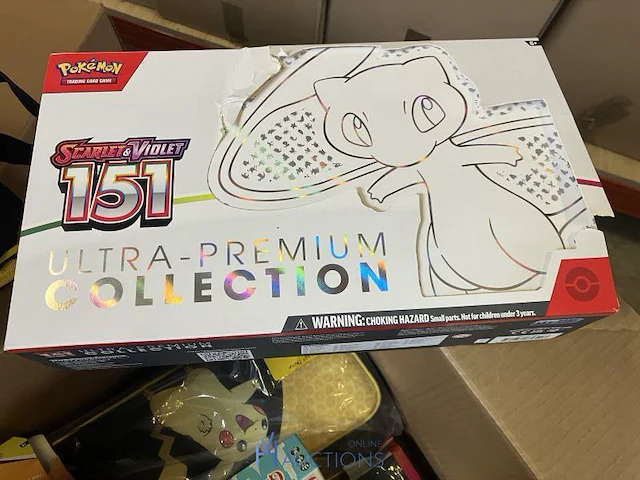 POKéMON
TRADING CARD GAME
SCARLET & VIOLET
151
ULTRA-PREMIUM
COLLECTION
WARNING: CHOKING HAZARD Small parts. Not for children under 3 years.
6+
ONLINE
AUCTIONS